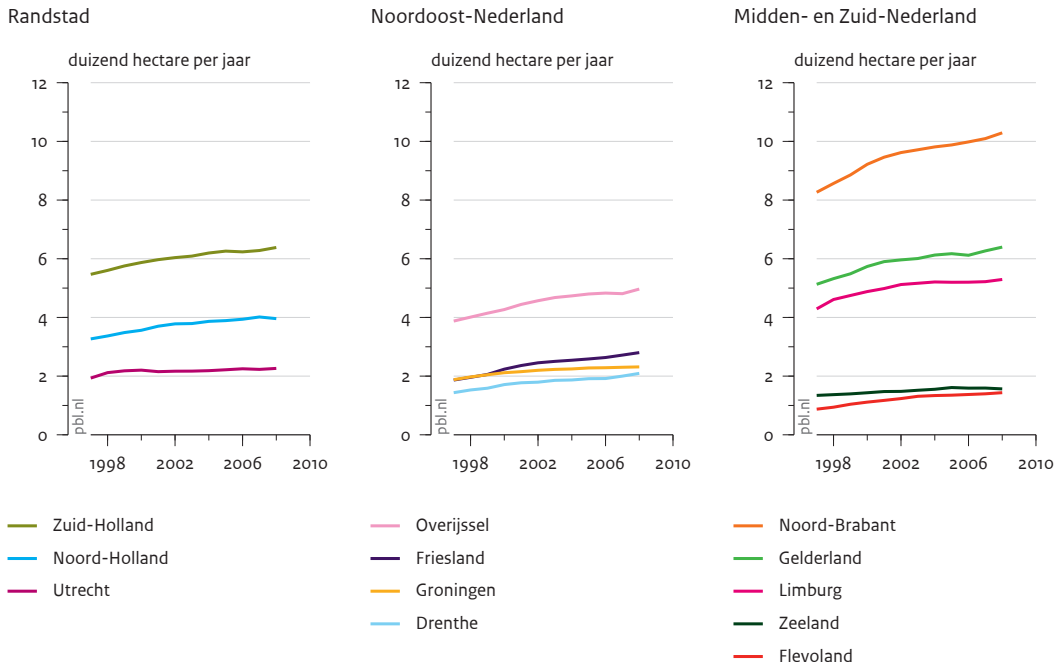 Randstad
duizend hectare per jaar
12
10
8
6
4
2
0
pbl.nl
1998 2002 2006 2010
Zuid-Holland
Noord-Holland
Utrecht
Noordoost-Nederland
duizend hectare per jaar
12
10
8
6
4
2
0
pbl.nl
1998 2002 2006 2010
Overijssel
Friesland
Groningen
Drenthe
Midden- en Zuid-Nederland
duizend hectare per jaar
12
10
8
6
4
2
0
pbl.nl
1998 2002 2006 2010
Noord-Brabant
Gelderland
Limburg
Zeeland
Flevoland